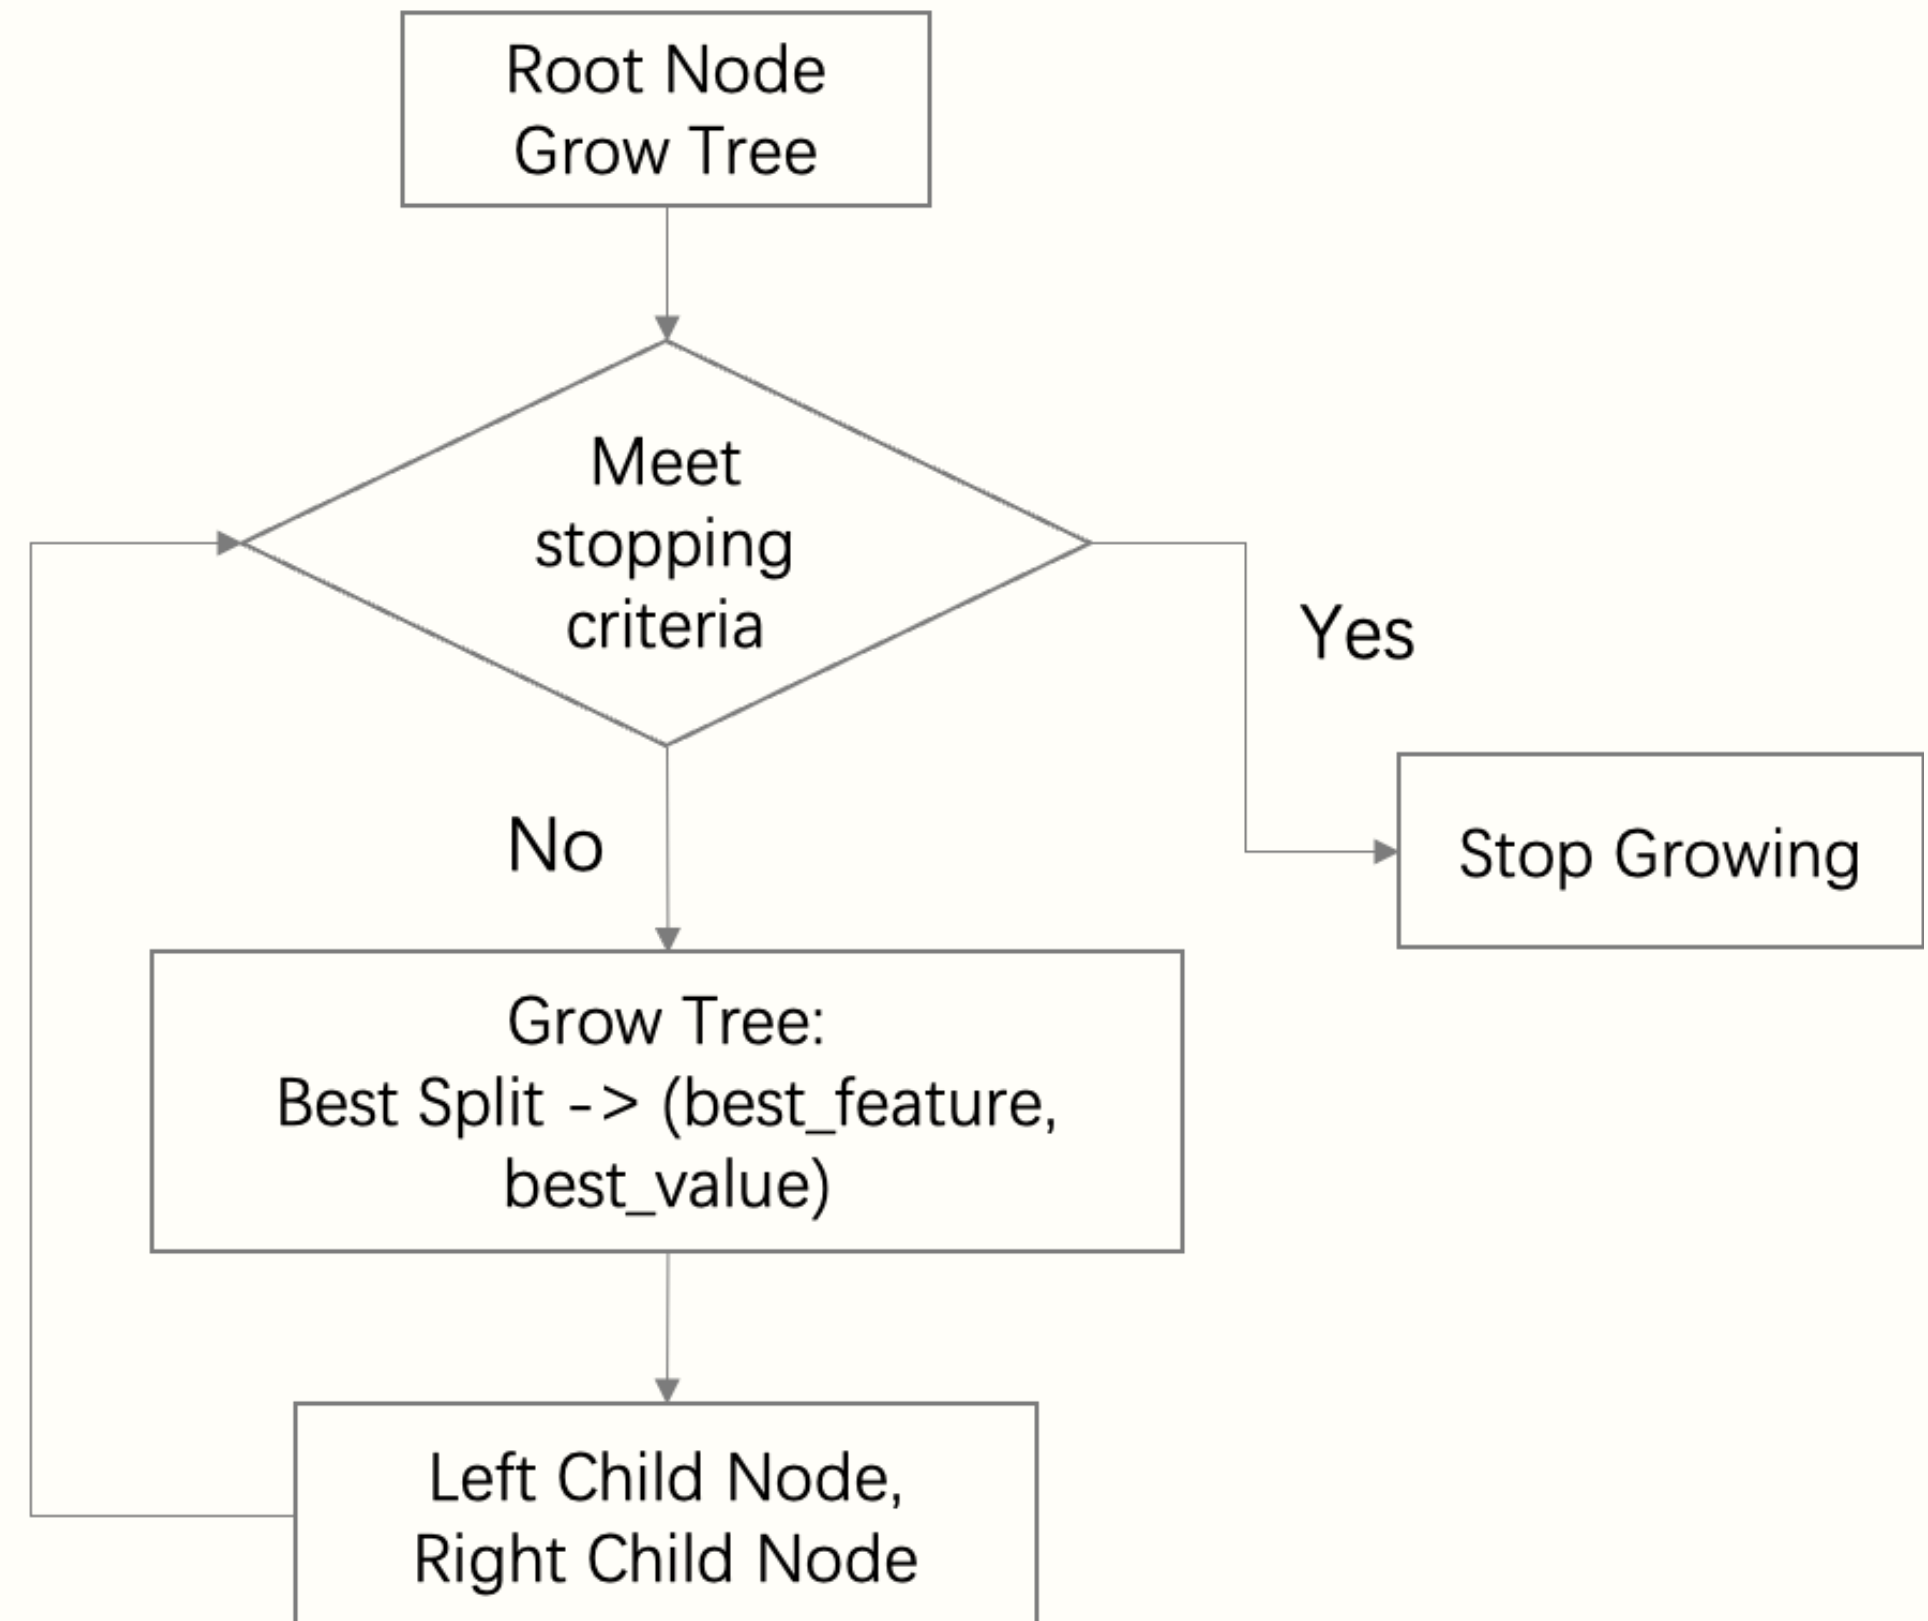 Root Node
Grow Tree
Meet
stopping
criteria
Yes
No
Stop Growing
Grow Tree:
Best Split -> (best_feature,
best_value)
Left Child Node,
Right Child Node